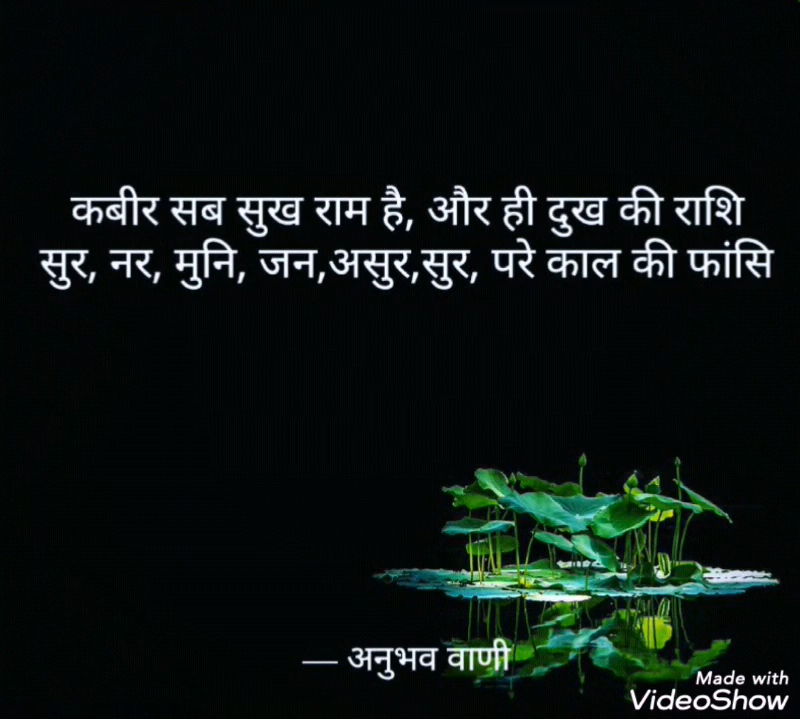 कबीर सब सुख राम है, और ही दुख की राशि
सुर, नर, मुनि, जन,असुर,सुर, परे काल की फांसि
— अनुभव वाणी
Made with
VideoShow